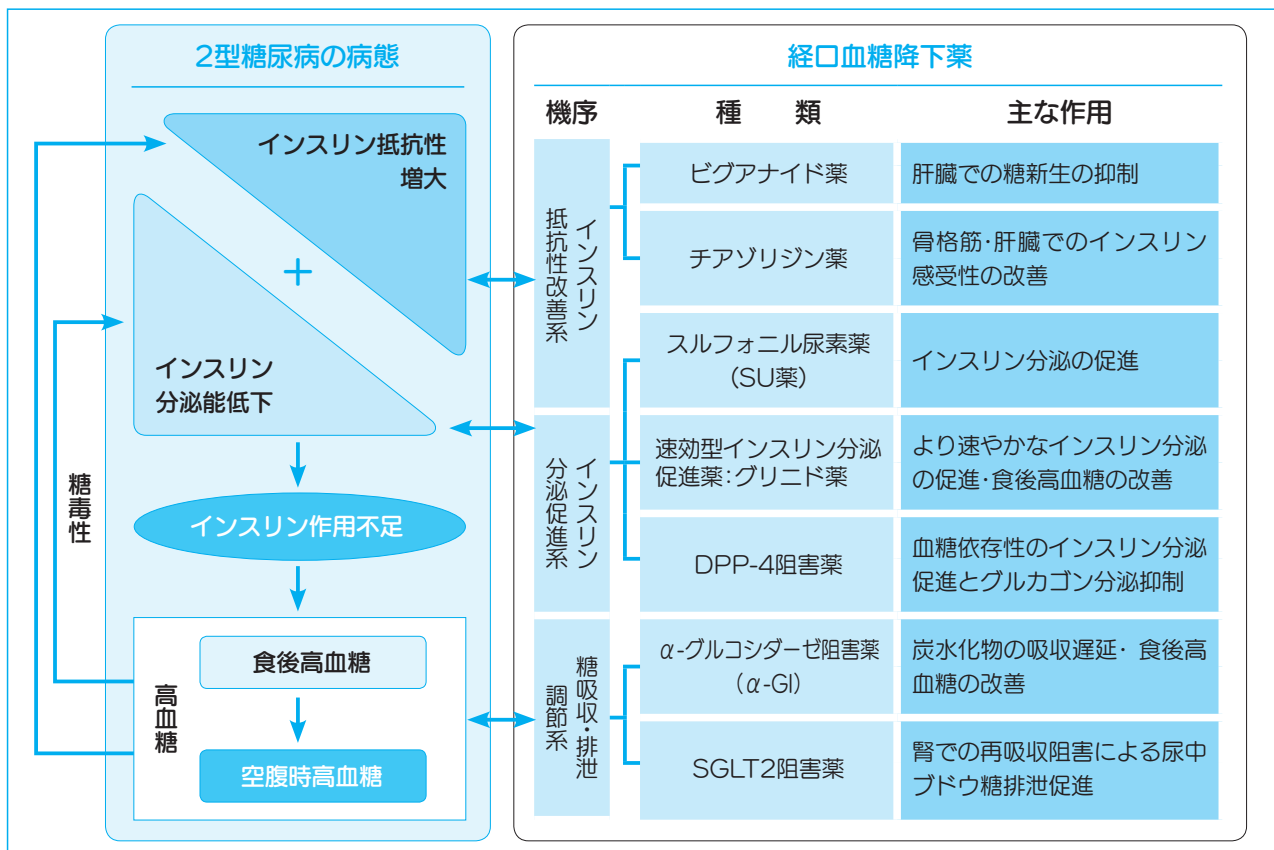 2型糖尿病の病態
インスリン抵抗性
増大
+
インスリン
分泌能低下
糖毒性
インスリン作用不足
高血糖
食後高血糖
空腹時高血糖
経口血糖降下薬
機序
種　類
主な作用
インスリン
抵抗性改善系
ビグアナイド薬
肝臓での糖新生の抑制
チアゾリジン薬
骨格筋・肝臓でのインスリン
感受性の改善
インスリン
分泌促進系
スルフォニル尿素薬
(SU薬)
インスリン分泌の促進
速効型インスリン分泌
促進薬:グリニド薬
より速やかなインスリン分泌
の促進・食後高血糖の改善
DPP-4阻害薬
血糖依存性のインスリン分泌
促進とグルカゴン分泌抑制
糖吸収・排泄
調節系
α-グルコシダーゼ阻害薬
(α-GI)
炭水化物の吸収遅延・ 食後高
血糖の改善
SGLT2阻害薬
腎での再吸収阻害による尿中
ブドウ糖排泄促進